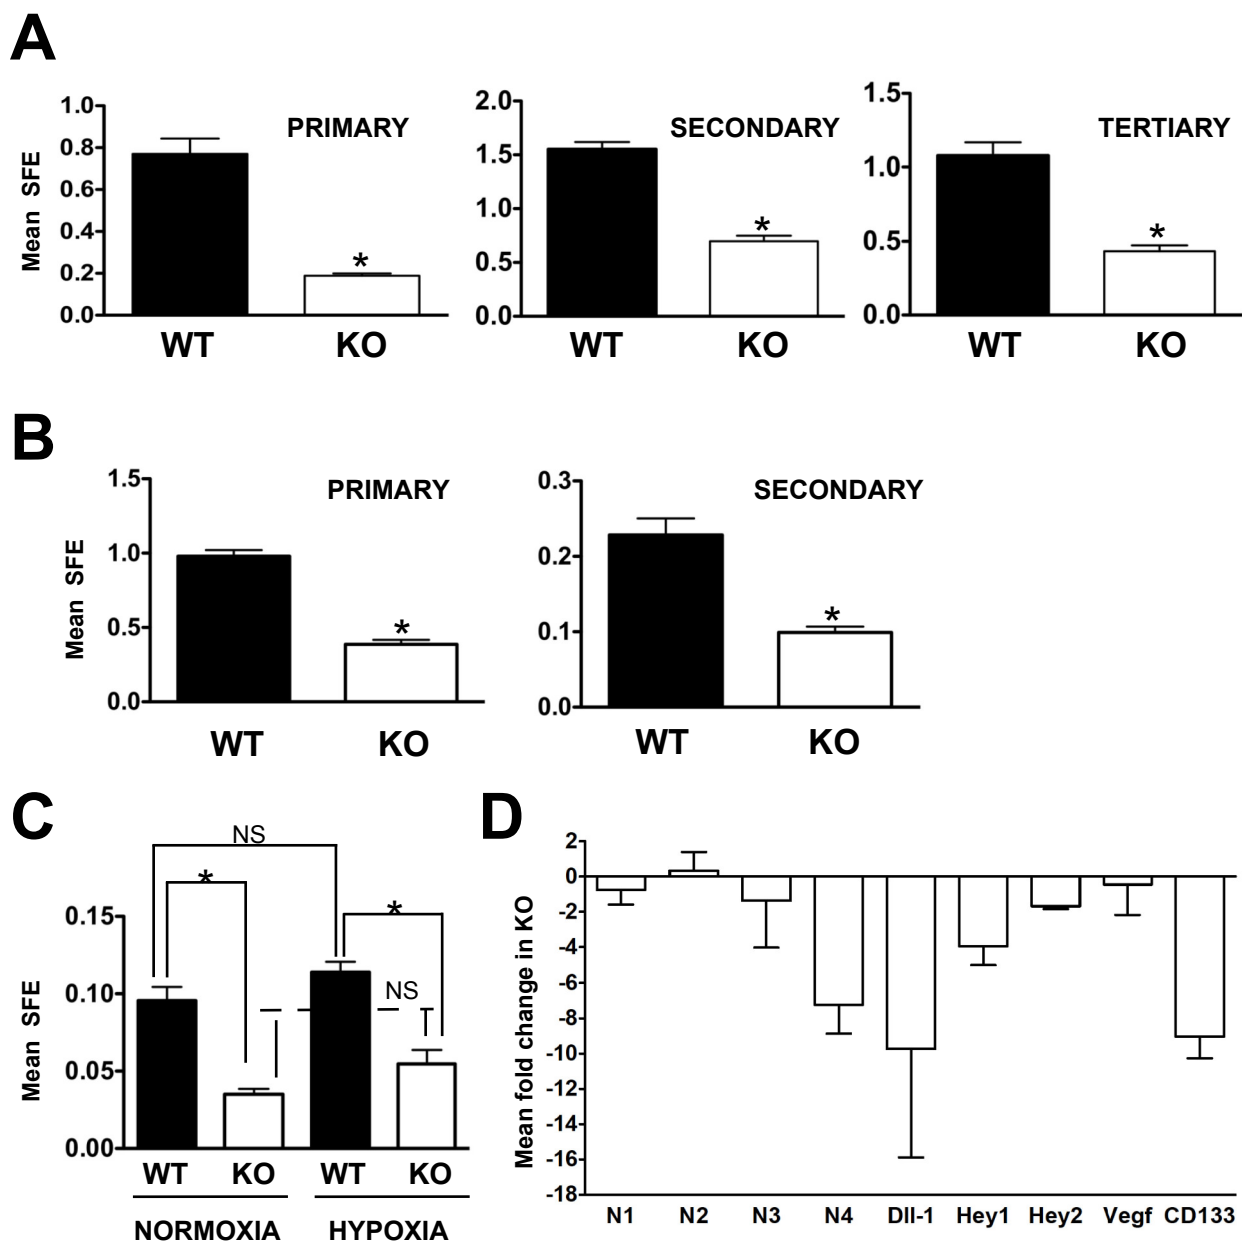 A
PRIMARY
SECONDARY
TERTIARY
Mean SFE
1.0
0.8
0.6
0.4
0.2
0.0
*
WT KO
2.0
1.5
1.0
0.5
0.0
*
WT KO
1.5
1.0
0.5
0.0
*
WT KO
B
PRIMARY
SECONDARY
Mean SFE
1.5
1.0
0.5
0.0
*
WT KO
0.3
0.2
0.1
0.0
*
WT KO
C
NS
*
*
NS
Mean SFE
0.15
0.10
0.05
0.00
WT KO WT KO
NORMOXIA HYPOXIA
D
Mean fold change in KO
2
0
-2
-4
-6
-8
-10
-12
-14
-16
-18
N1 N2 N3 N4 Dll-1 Hey1 Hey2 Vegf CD133